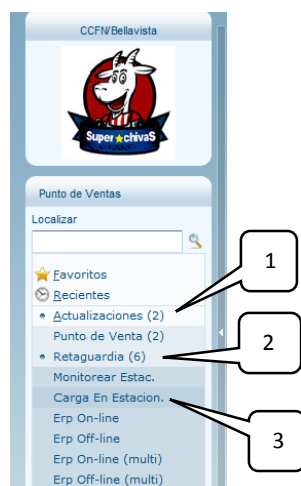 CCFN/Bellavista
Super chivaS
Punto de Ventas
Localizar
Favoritos
Recientes
Actualizaciones (2)
Punto de Venta (2)
Retaguardia (6)
Monitorear Estac.
Carga En Estacion.
Erp On-line
Erp Off-line
Erp On-line (multi)
Erp Off-line (multi)
1
2
3